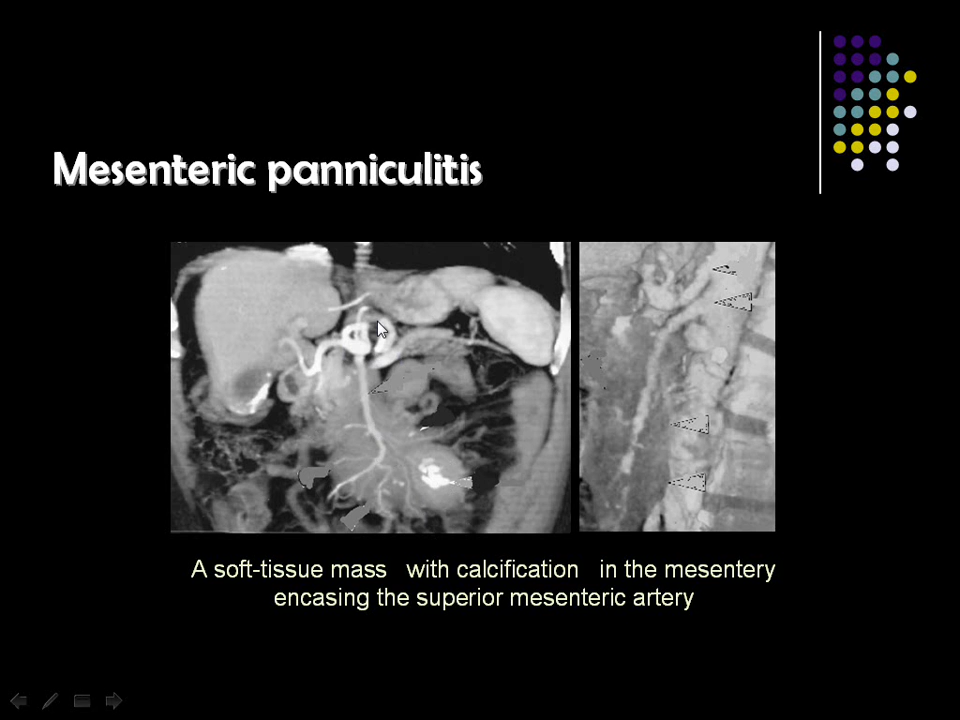 Mesenteric panniculitis
A soft-tissue mass with calcification in the mesentery
encasing the superior mesenteric artery